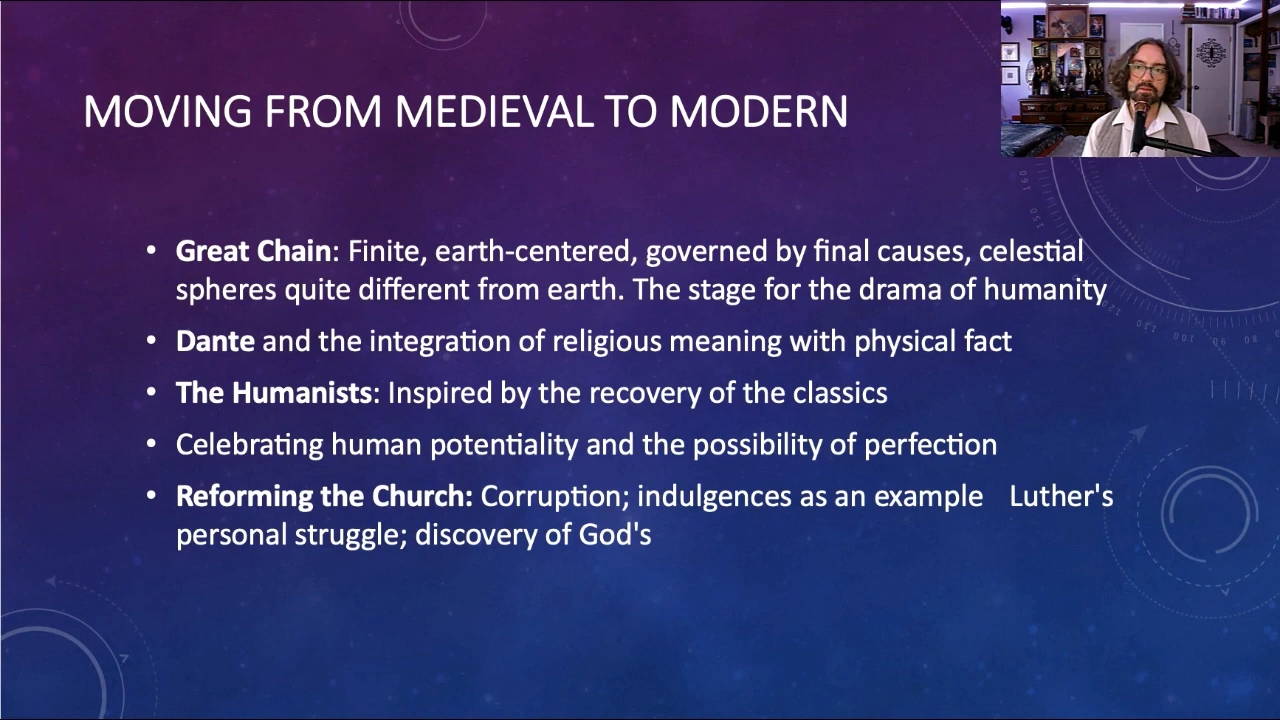 MOVING FROM MEDIEVAL TO MODERN
• Great Chain: Finite, earth-centered, governed by final causes, celestial
spheres quite different from earth. The stage for the drama of humanity
• Dante and the integration of religious meaning with physical fact
• The Humanists: Inspired by the recovery of the classics
• Celebrating human potentiality and the possibility of perfection
• Reforming the Church: Corruption; indulgences as an example Luther's
personal struggle; discovery of God's